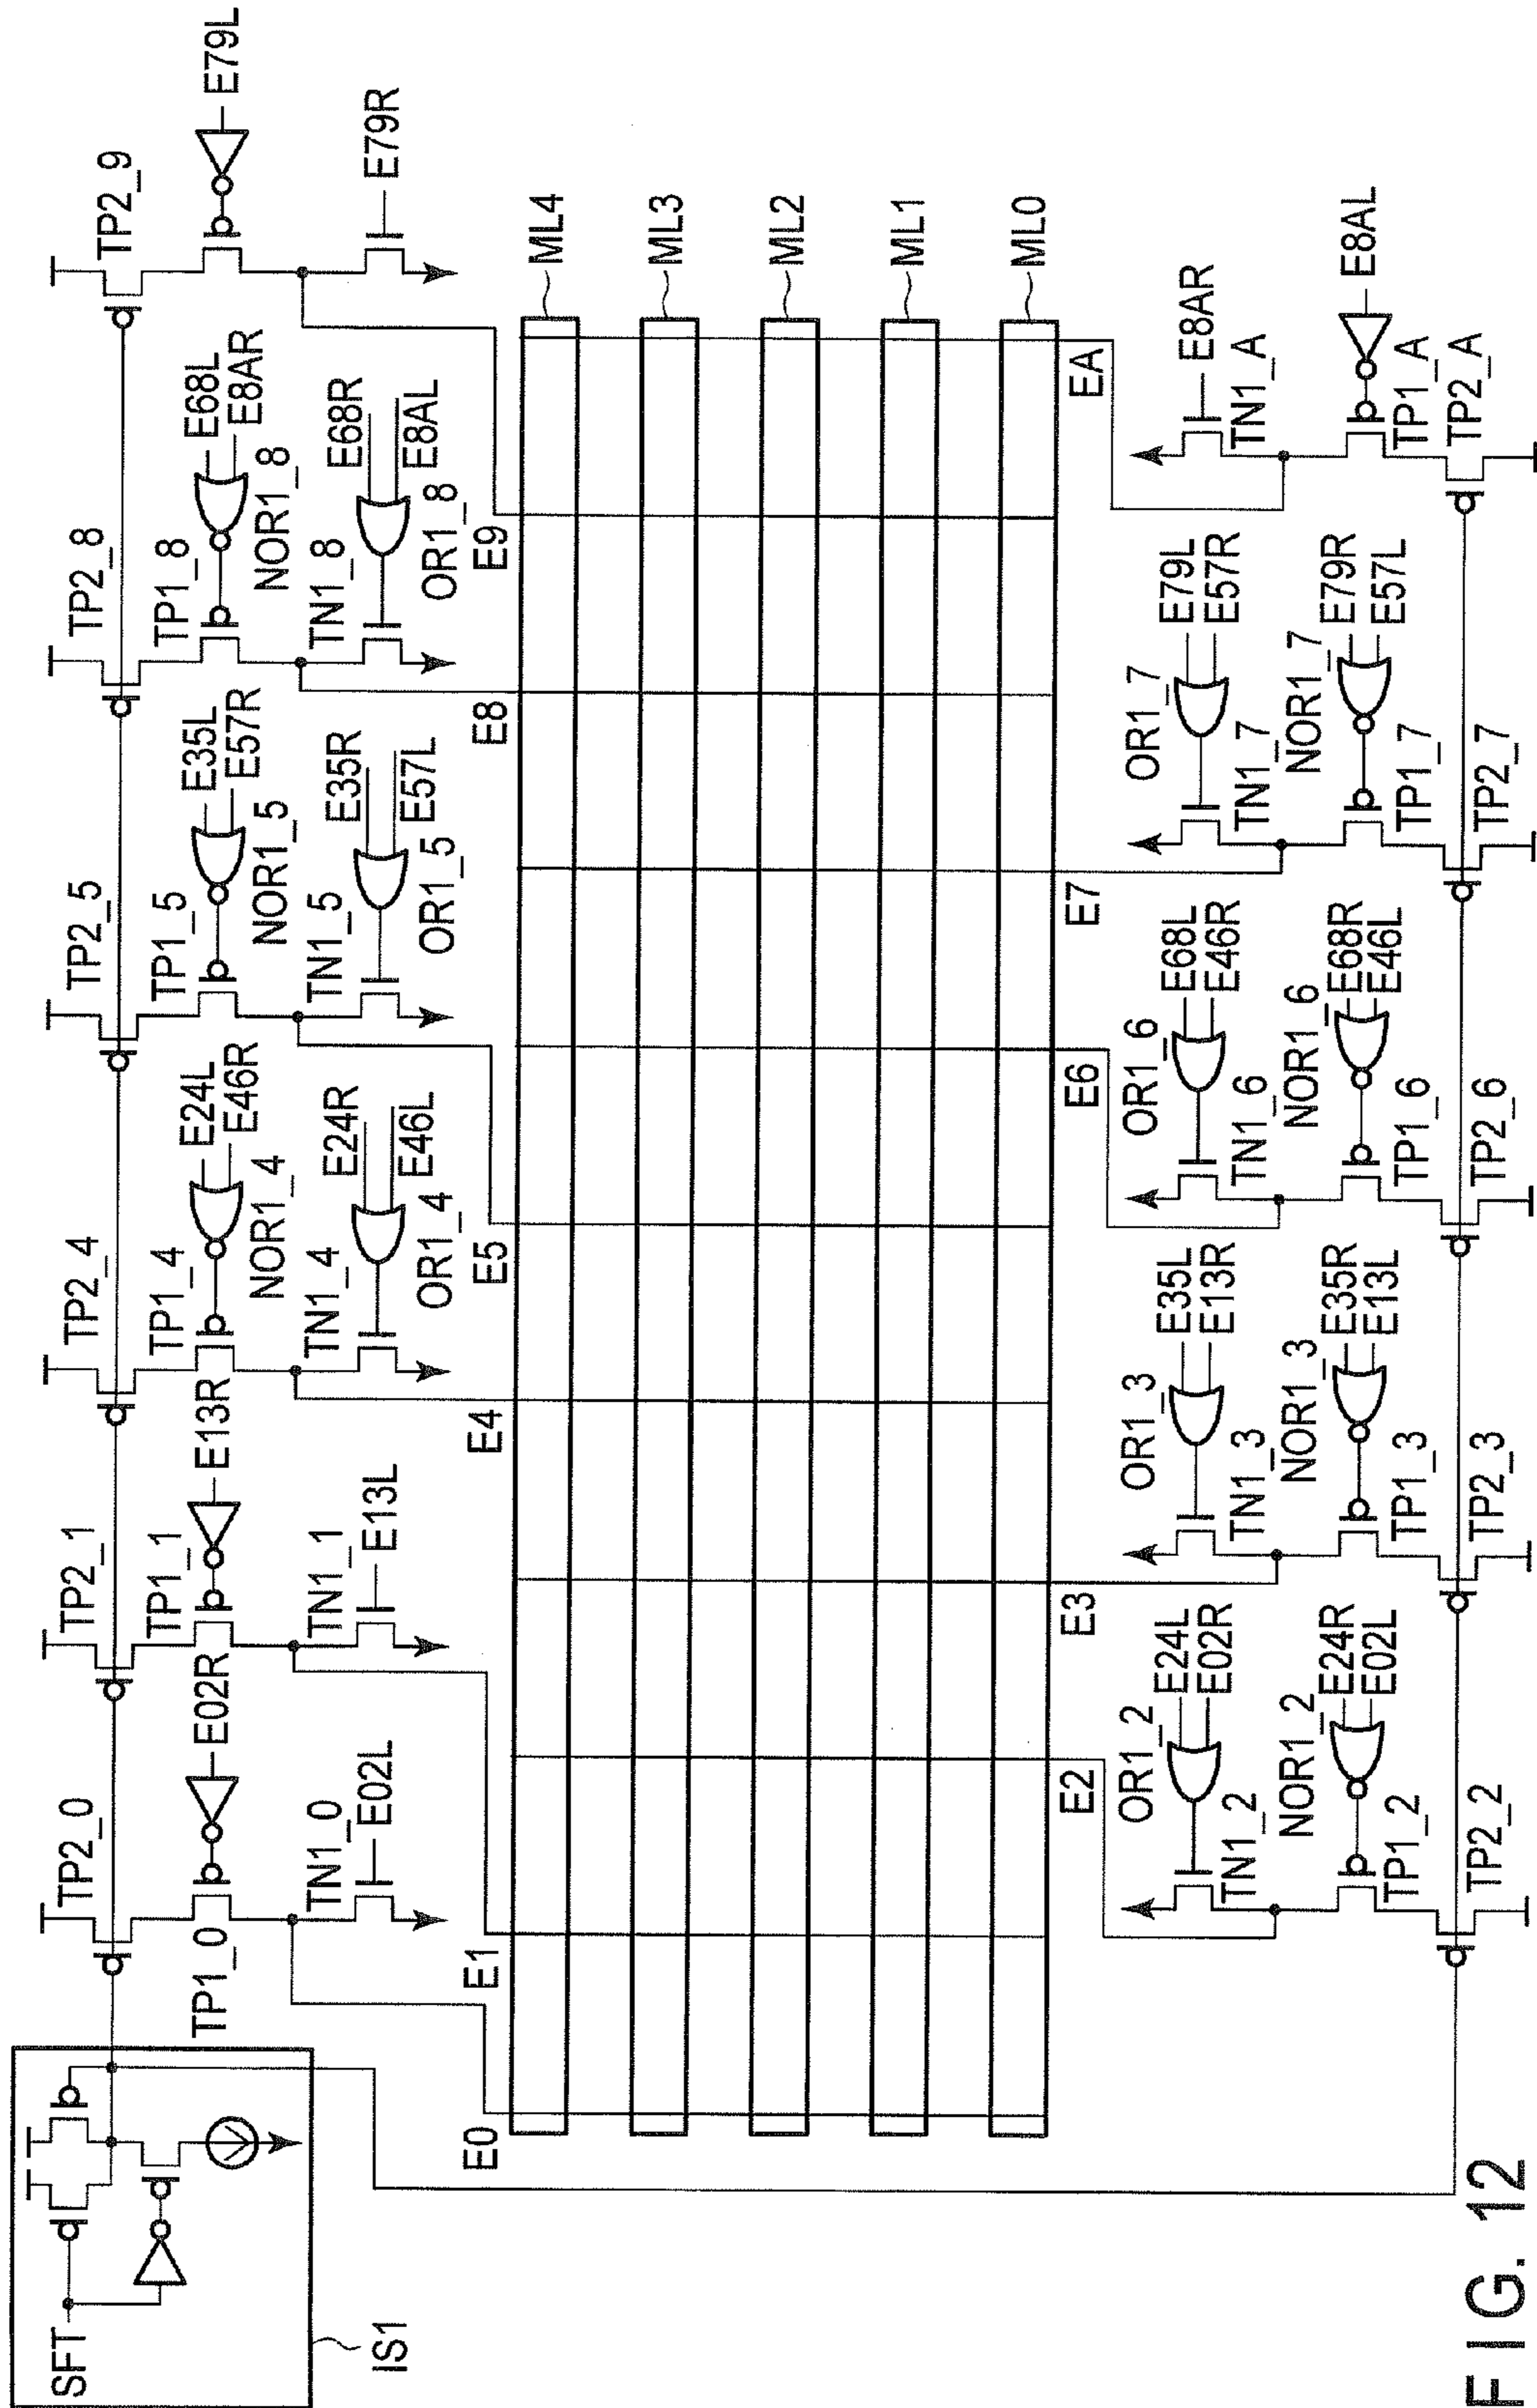 SFT
IS1
TP2_0
TP2_1
TP2_4
TP2_5
TP2_8
TP2_9
TP1_0
E02R
TP1_1
E13R
TP1_4
E24L
E46R
NOR1_4
TP1_5
E35L
E57R
NOR1_5
TP1_8
E68L
E8AR
NOR1_8
E79L
TN1_0
E02L
TN1_1
E13L
TN1_4
E24R
E46L
OR1_4
TN1_5
E35R
E57L
OR1_5
TN1_8
E68R
E8AL
OR1_8
E79R
E0
E1
E4
E5
E8
E9
ML4
ML3
ML2
ML1
ML0
E2
E3
E6
E7
EA
OR1_2
E24L
E02R
TN1_2
OR1_3
E35L
E13R
TN1_3
OR1_6
E68L
E46R
TN1_6
OR1_7
E79L
E57R
TN1_7
E8AR
TN1_A
NOR1_2
E24R
E02L
TP1_2
NOR1_3
E35R
E13L
TP1_3
NOR1_6
E68R
E46L
TP1_6
NOR1_7
E79R
E57L
TP1_7
E8AL
TP1_A
TP2_2
TP2_3
TP2_6
TP2_7
TP2_A
FIG. 12